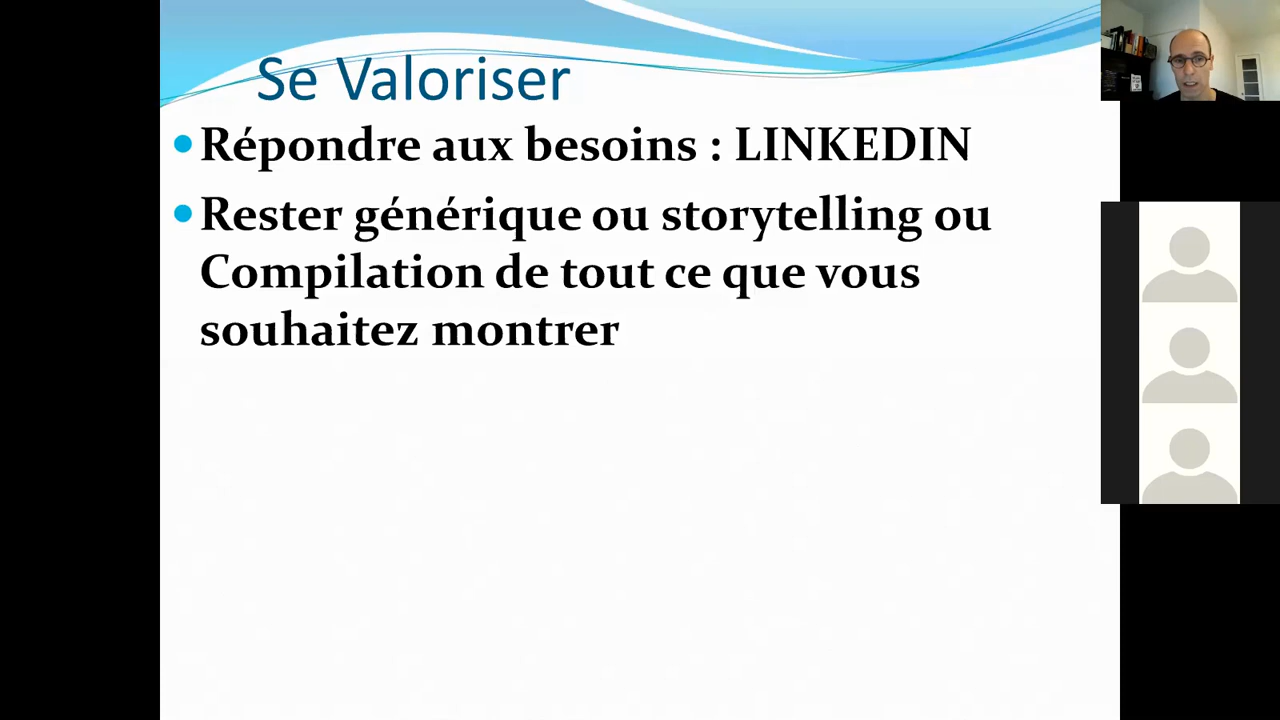 Se Valoriser
Répondre aux besoins : LINKEDIN
Rester générique ou storytelling ou
Compilation de tout ce que vous
souhaitez montrer